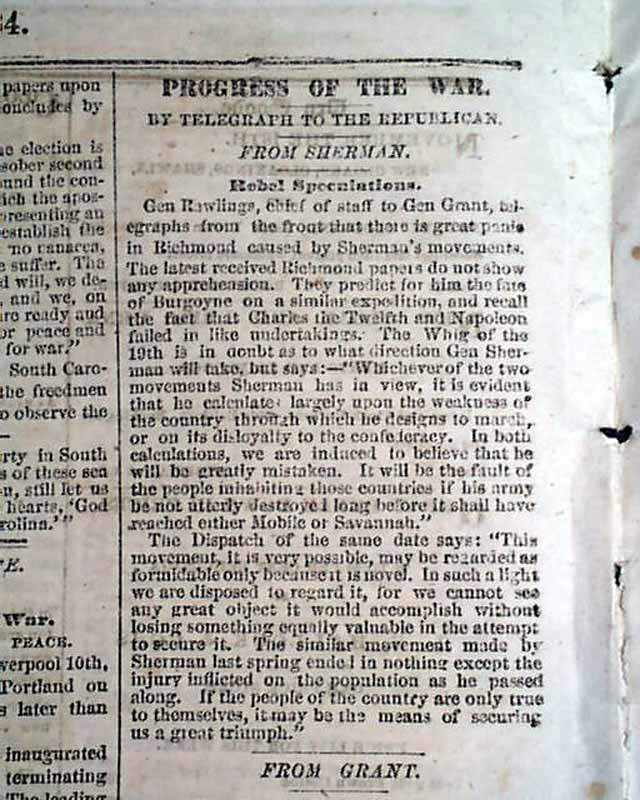 4.
papers upon
oncludes by
e election is
sober second
und the con-
ich the apos-
presenting an
establish the
no panacea,
e suffer. The
d will, we de-
, and we, on
are ready and
or peace and
for war."
South Caro-
the freedmen
o observe the
rty in South
s of these sea
n, still let us
hearts, 'God
rolina.'"
E.
War.
PEACE.
verpool 10th,
Portland on
s later than
inaugurated
terminating
The leading
PROGRESS OF THE WAR.
BY TELEGRAPH TO THE REPUBLICAN.
FROM SHERMAN.
Rebel Speculations.
Gen Rawlings, chief of staff to Gen Grant, tel-
egraphs from the front that there is great panic
in Richmond caused by Sherman's movements.
The latest received Richmond papers do not show
any apprehension. They predict for him the fate
of Burgoyne on a similar expedition, and recall
the fact that Charles the Twelfth and Napoleon
failed in like undertakings. The Whig of the
19th is in doubt as to what direction Gen Sher-
man will take, but says:—"Whichever of the two
movements Sherman has in view, it is evident
that he calculates largely upon the weakness of
the country through which he designs to march,
or on its disloyalty to the confederacy. In both
calculations, we are induced to believe that he
will be greatly mistaken. It will be the fault of
the people inhabiting those countries if his army
be not utterly destroyed long before it shall have
reached either Mobile or Savannah."
The Dispatch of the same date says: "This
movement, it is very possible, may be regarded as
formidable only because it is novel. In such a light
we are disposed to regard it, for we cannot see
any great object it would accomplish without
losing something equally valuable in the attempt
to secure it. The similar movement made by
Sherman last spring ended in nothing except the
injury inflicted on the population as he passed
along. If the people of the country are only true
to themselves, it may be the means of securing
us a great triumph."
FROM GRANT.